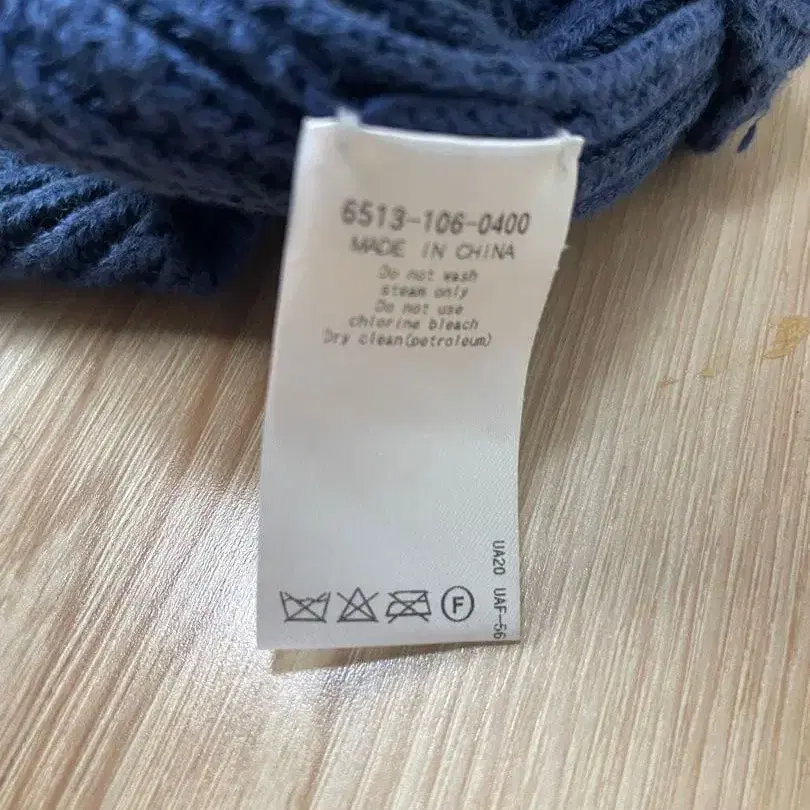 6513-106-0400
MADE IN CHINA
Do not wash
steam only
Do not use
chlorine bleach
Dry clean(petroleum)
F
UA20 UAF-56